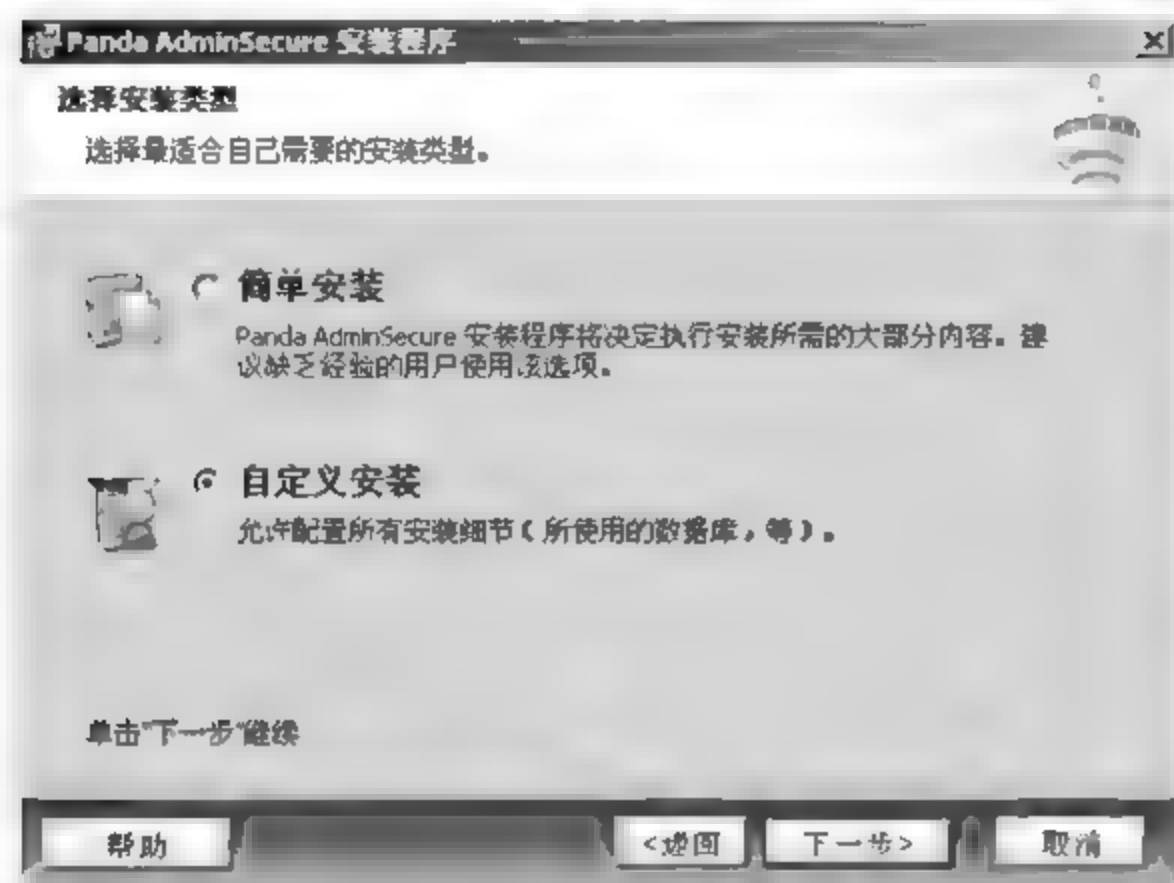 Panda AdminSecure 安装程序
选择安装类型
选择最适合自己需要的安装类型。
简单安装
Panda AdminSecure 安装程序将决定执行安装所需的大部分内容。建
议缺乏经验的用户使用该选项。
自定义安装
允许配置所有安装细节(所使用的数据库,等)。
单击"下一步"继续
帮助
<返回
下一步>
取消